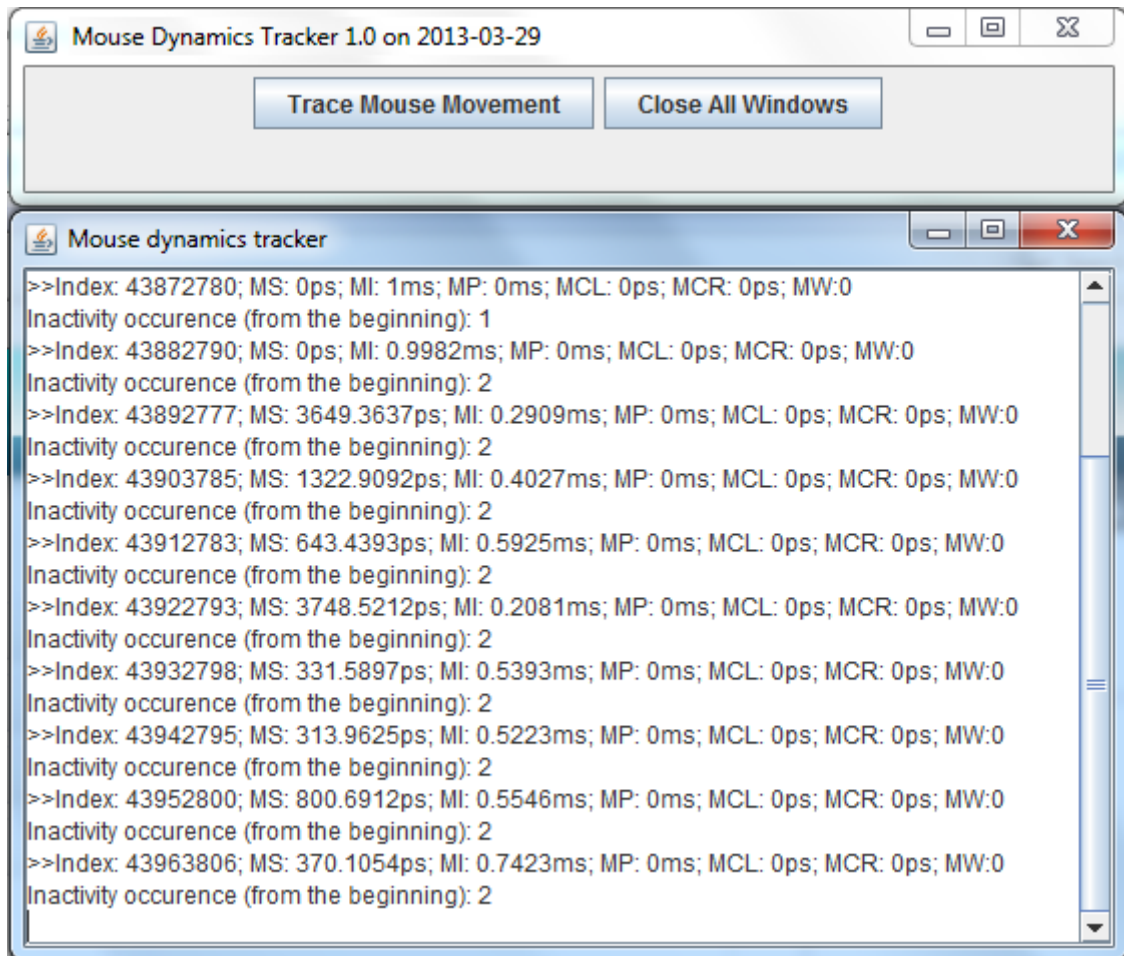 Mouse Dynamics Tracker 1.0 on 2013-03-29
Trace Mouse Movement Close All Windows
Mouse dynamics tracker
>>Index: 43872780; MS: 0ps; MI: 1ms; MP: 0ms; MCL: 0ps; MCR: 0ps; MW:0
Inactivity occurence (from the beginning): 1
>>Index: 43882790; MS: 0ps; MI: 0.9982ms; MP: 0ms; MCL: 0ps; MCR: 0ps; MW:0
Inactivity occurence (from the beginning): 2
>>Index: 43892777; MS: 3649.3637ps; MI: 0.2909ms; MP: 0ms; MCL: 0ps; MCR: 0ps; MW:0
Inactivity occurence (from the beginning): 2
>>Index: 43903785; MS: 1322.9092ps; MI: 0.4027ms; MP: 0ms; MCL: 0ps; MCR: 0ps; MW:0
Inactivity occurence (from the beginning): 2
>>Index: 43912783; MS: 643.4393ps; MI: 0.5925ms; MP: 0ms; MCL: 0ps; MCR: 0ps; MW:0
Inactivity occurence (from the beginning): 2
>>Index: 43922793; MS: 3748.5212ps; MI: 0.2081ms; MP: 0ms; MCL: 0ps; MCR: 0ps; MW:0
Inactivity occurence (from the beginning): 2
>>Index: 43932798; MS: 331.5897ps; MI: 0.5393ms; MP: 0ms; MCL: 0ps; MCR: 0ps; MW:0
Inactivity occurence (from the beginning): 2
>>Index: 43942795; MS: 313.9625ps; MI: 0.5223ms; MP: 0ms; MCL: 0ps; MCR: 0ps; MW:0
Inactivity occurence (from the beginning): 2
>>Index: 43952800; MS: 800.6912ps; MI: 0.5546ms; MP: 0ms; MCL: 0ps; MCR: 0ps; MW:0
Inactivity occurence (from the beginning): 2
>>Index: 43963806; MS: 370.1054ps; MI: 0.7423ms; MP: 0ms; MCL: 0ps; MCR: 0ps; MW:0
Inactivity occurence (from the beginning): 2